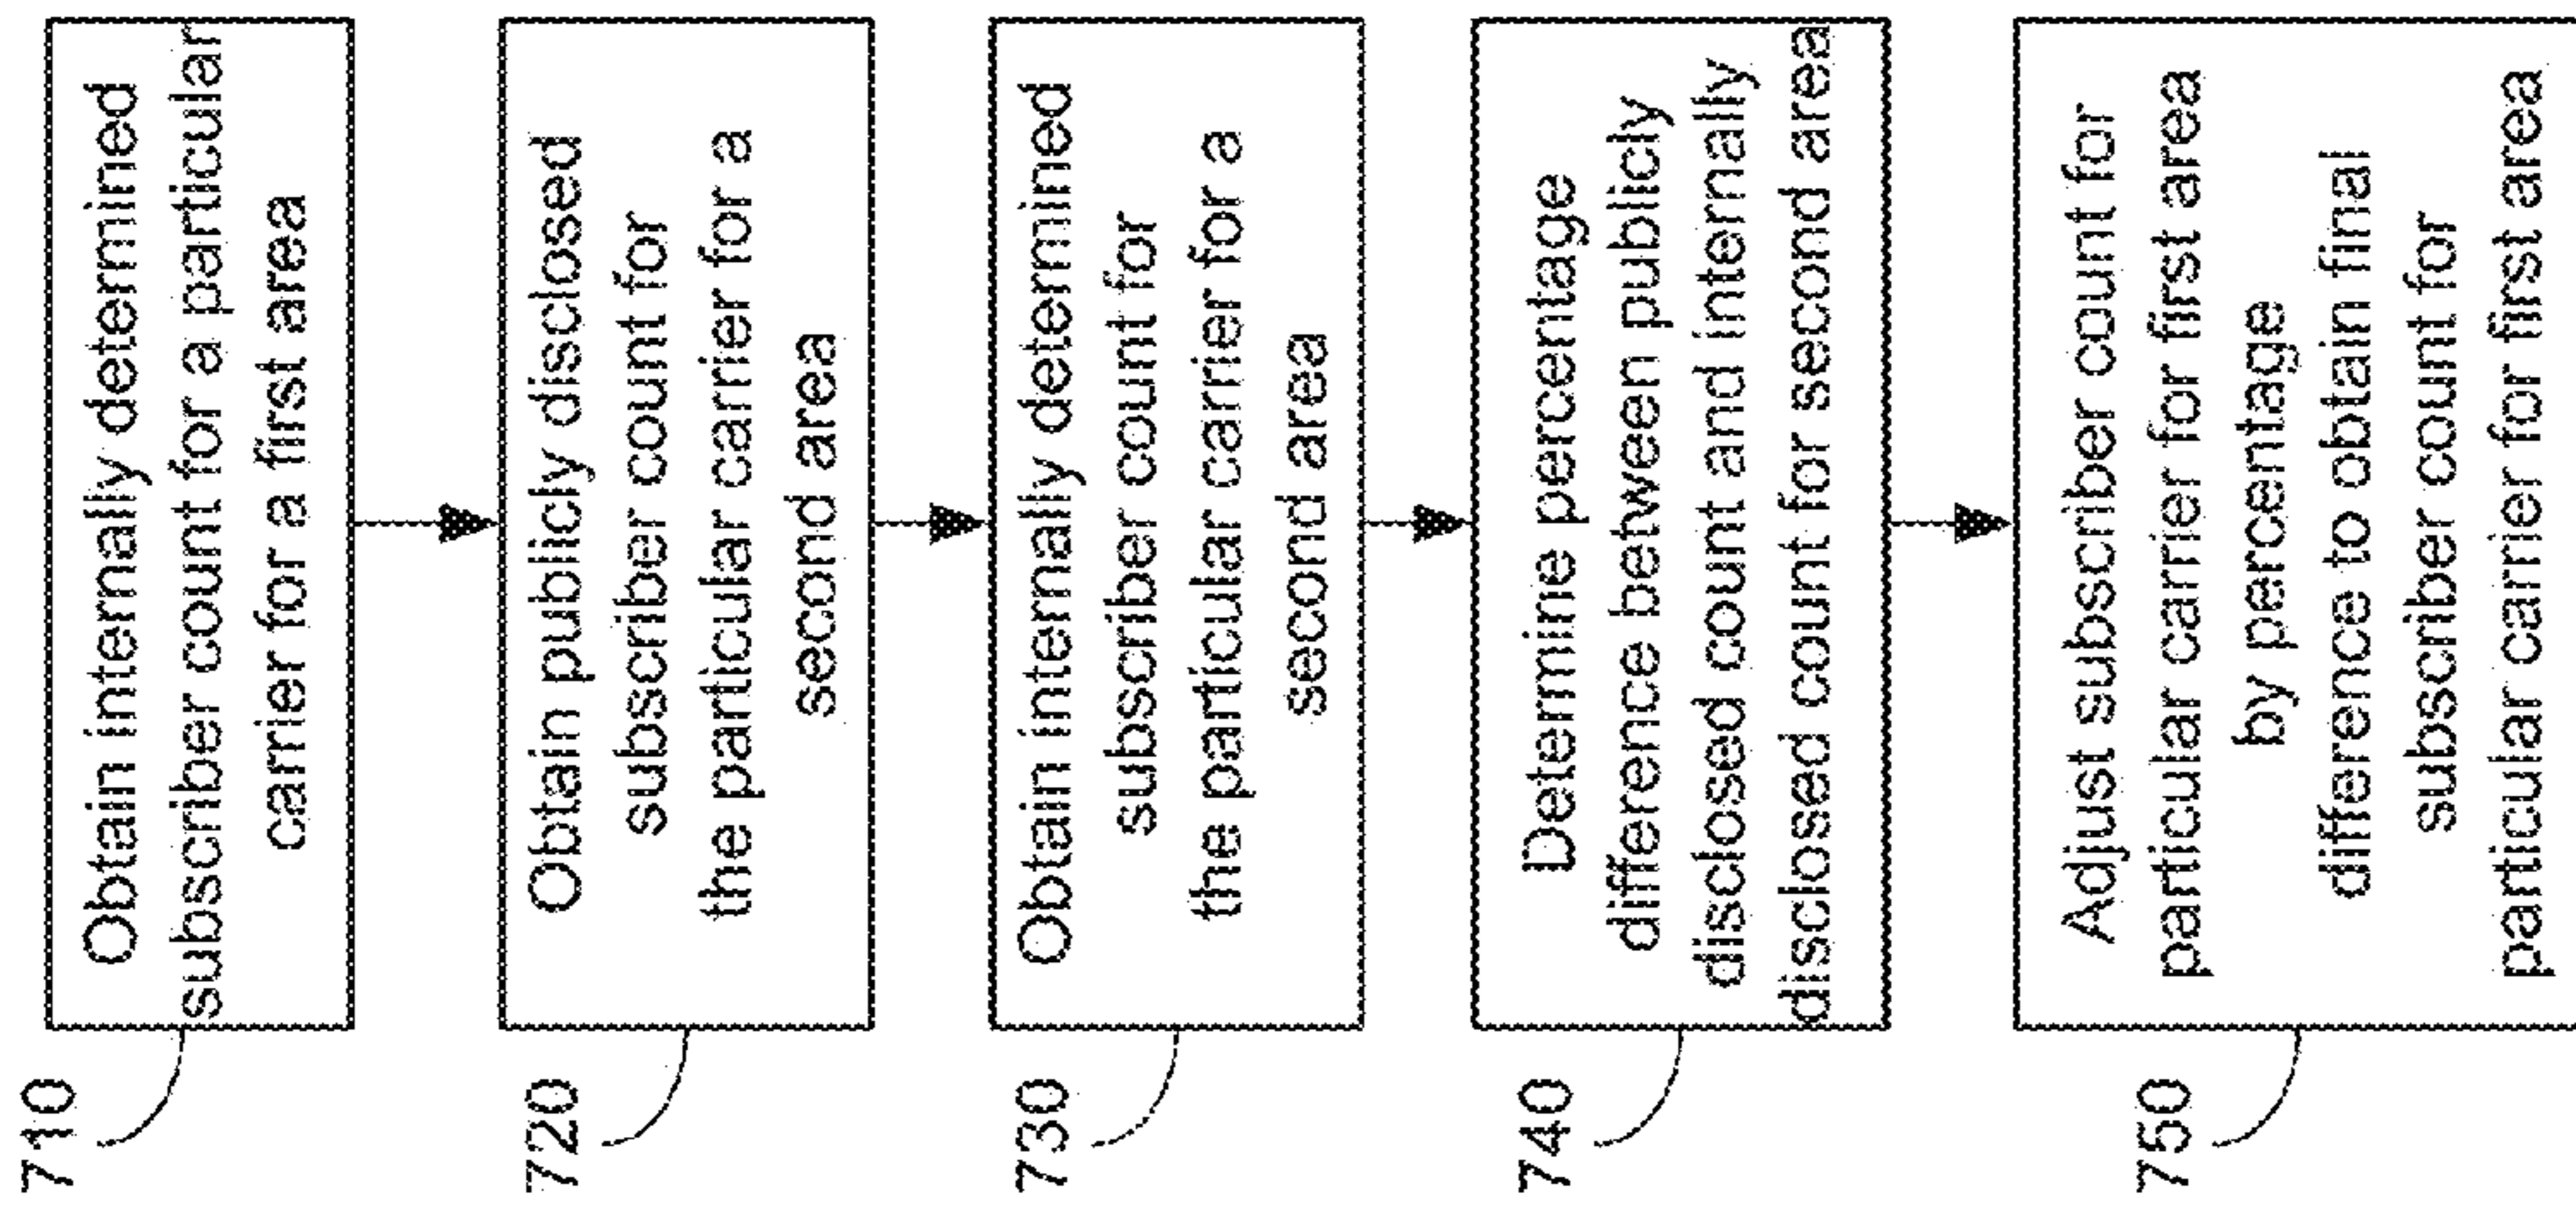 710
Obtain internally determined
subscriber count for a particular
carrier for a first area
720
Obtain publicly disclosed
subscriber count for
the particular carrier for a
second area
730
Obtain internally determined
subscriber count for
the particular carrier for a
second area
740
Determine percentage
difference between publicly
disclosed count and internally
disclosed count for second area
750
Adjust subscriber count for
particular carrier for first area
by percentage
difference to obtain final
subscriber count for
particular carrier for first area